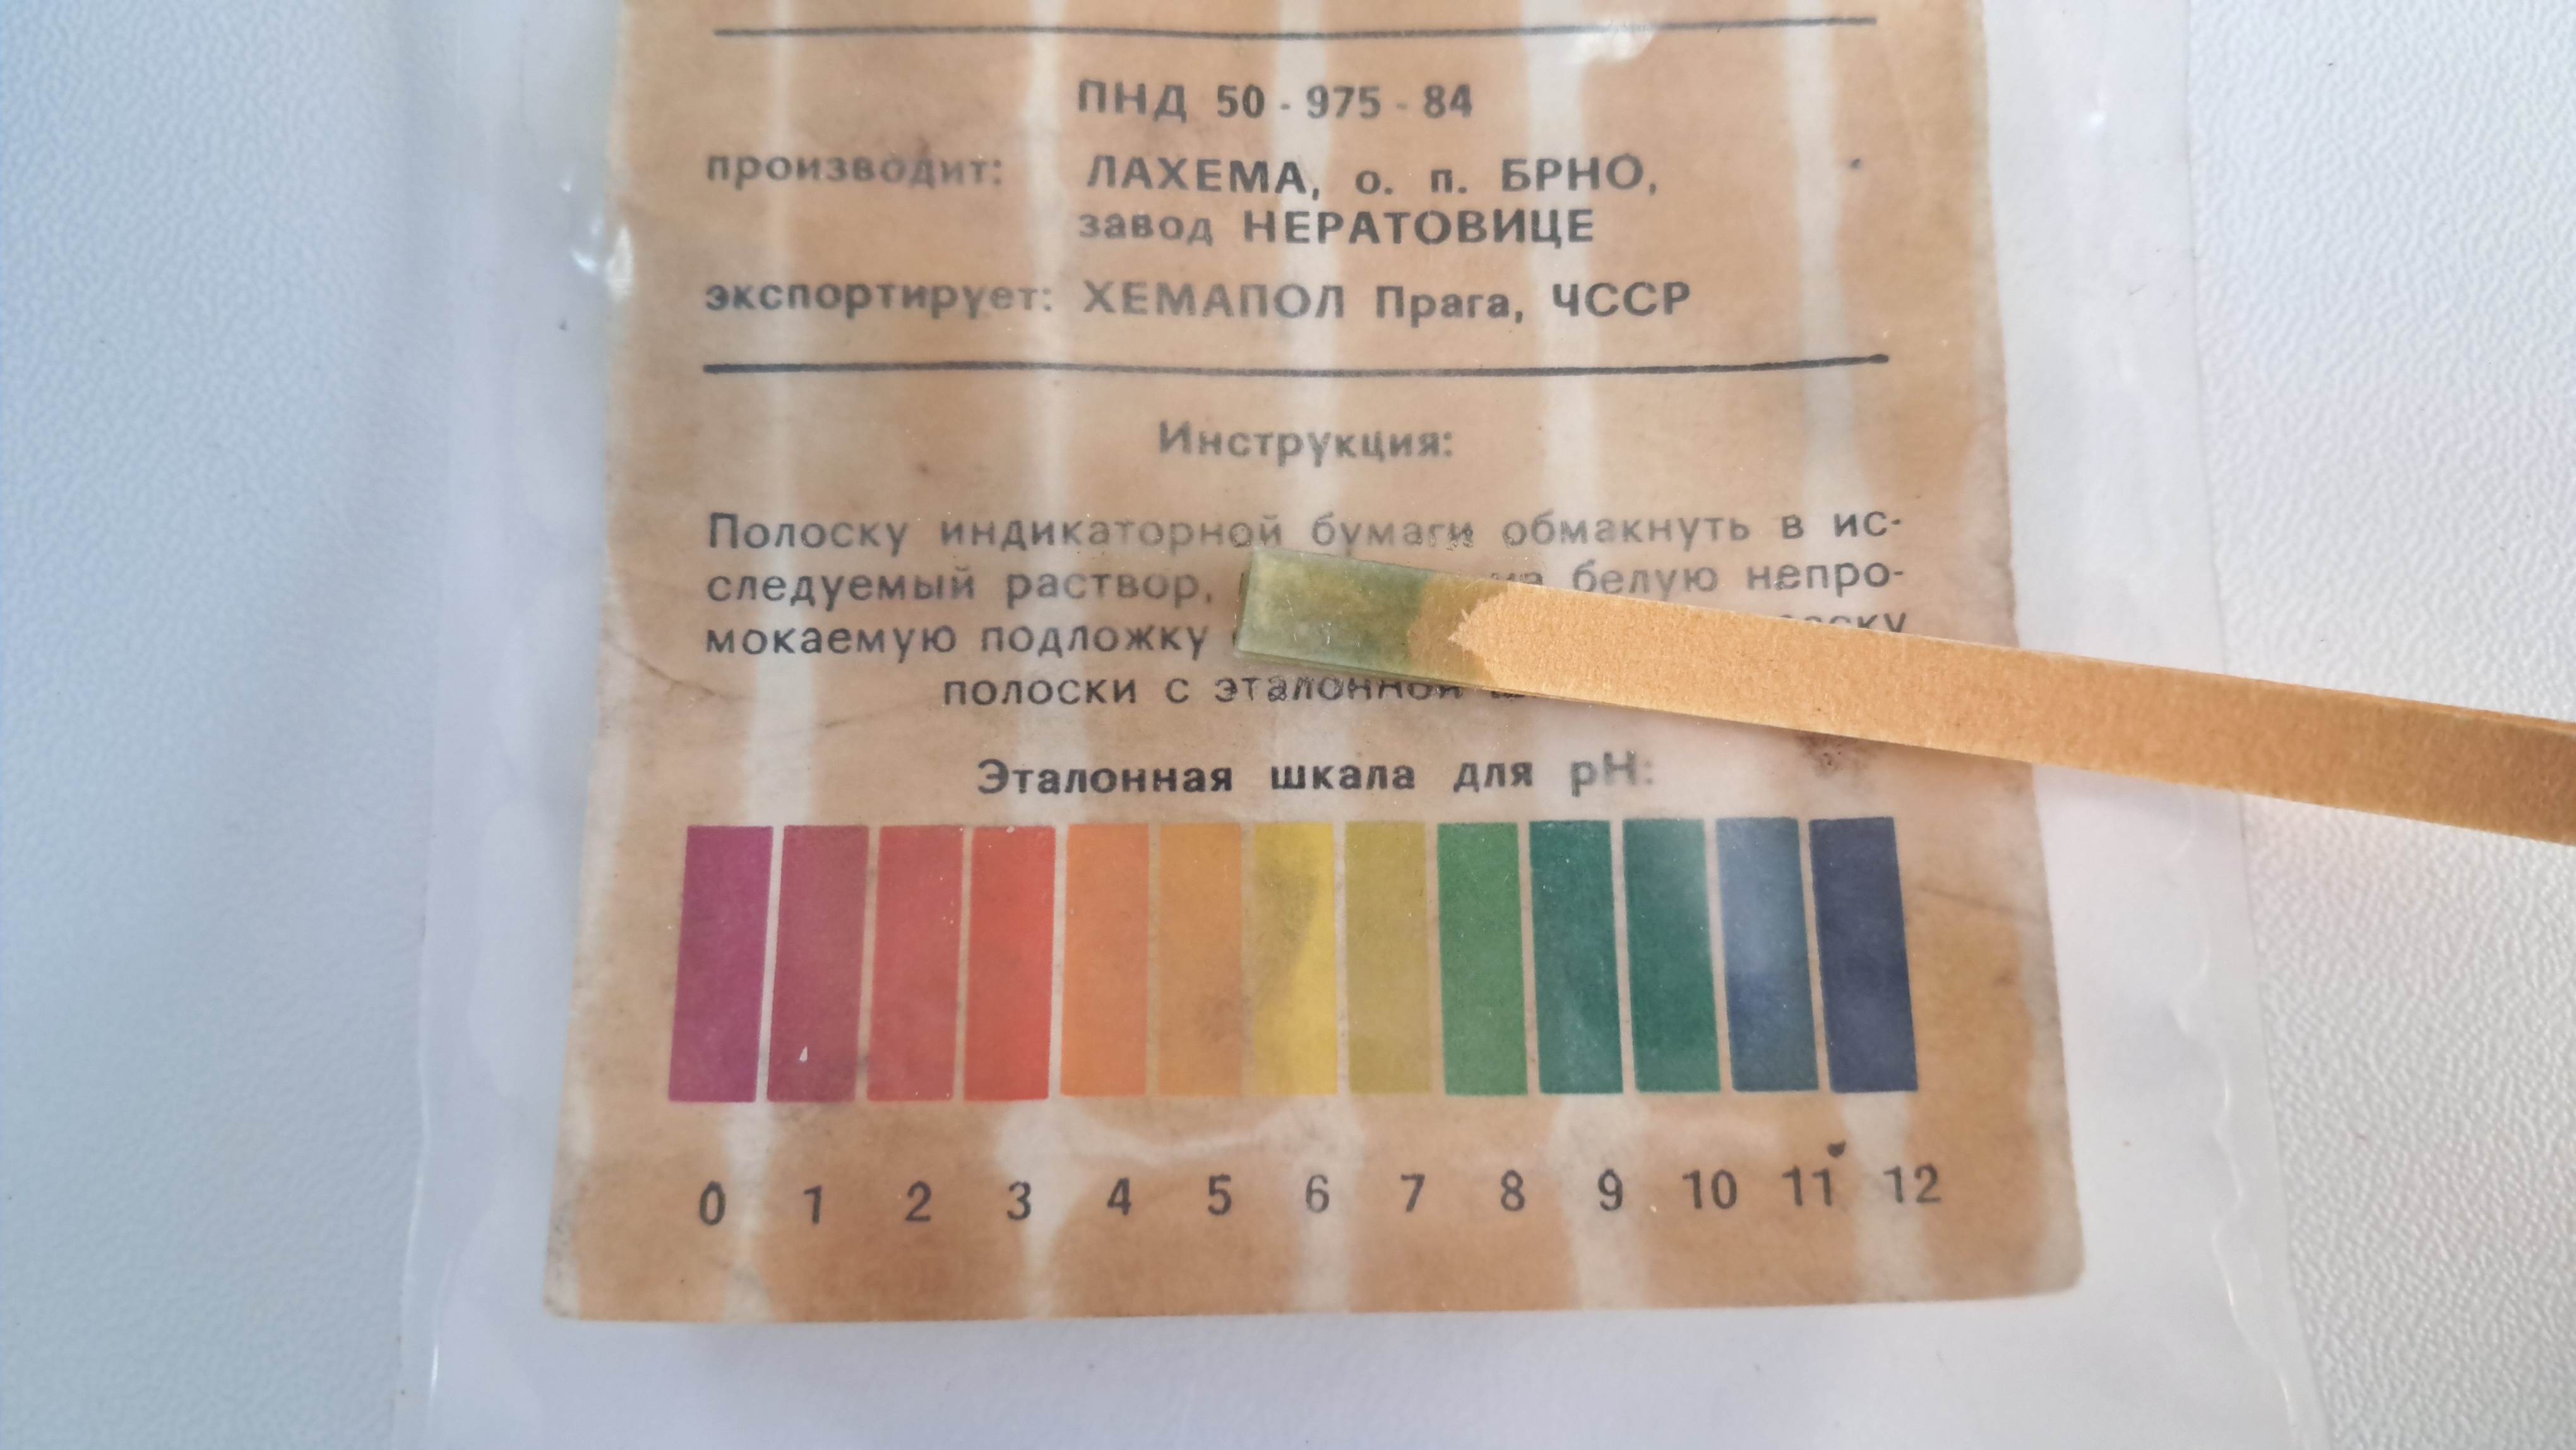 ПНД 50-975-84
производит: ЛАХЕМА, о. п. БРНО,
завод НЕРАТОВИЦЕ
экспортирует: ХЕМАПОЛ Прага, ЧССР
Инструкция:
Полоску индикаторной бумаги обмакнуть в ис-
следуемый раствор, на белую непро-
мокаемую подложку
полоски с эталонной
Эталонная шкала для pH:
0 1 2 3 4 5 6 7 8 9 10 11 12